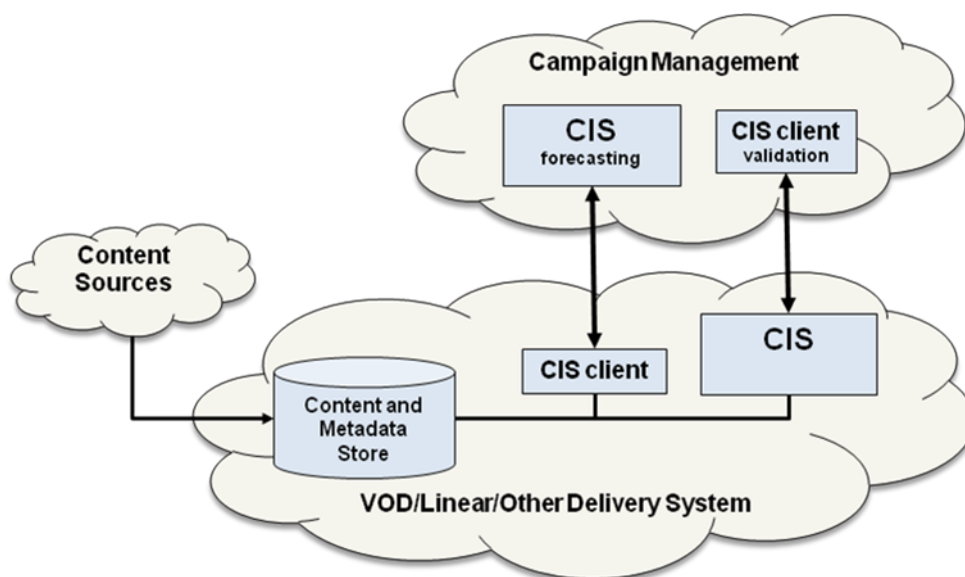 Campaign Management
CIS
forecasting
CIS client
validation
Content
Sources
CIS client
CIS
Content and
Metadata
Store
VOD/Linear/Other Delivery System